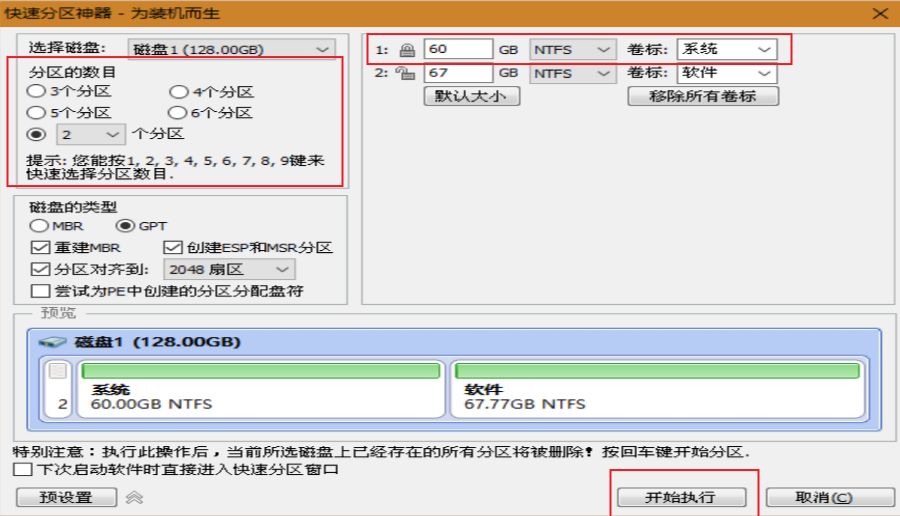 快速分区神器 - 为装机而生
选择磁盘: 磁盘1 (128.00GB)
分区的数目
3个分区 4个分区
5个分区 6个分区
2 个分区
提示: 您能按1, 2, 3, 4, 5, 6, 7, 8, 9键来
快速选择分区数目.
1: 60 GB NTFS 卷标: 系统
2: 67 GB NTFS 卷标: 软件
默认大小 移除所有卷标
磁盘的类型
MBR GPT
重建MBR 创建ESP和MSR分区
分区对齐到: 2048 扇区
尝试为PE中创建的分区分配盘符
预览
磁盘1 (128.00GB)
2
系统
60.00GB NTFS
软件
67.77GB NTFS
特别注意：执行此操作后，当前所选磁盘上已经存在的所有分区将被删除！按回车键开始分区.
下次启动软件时直接进入快速分区窗口
预设置 开始执行 取消(C)